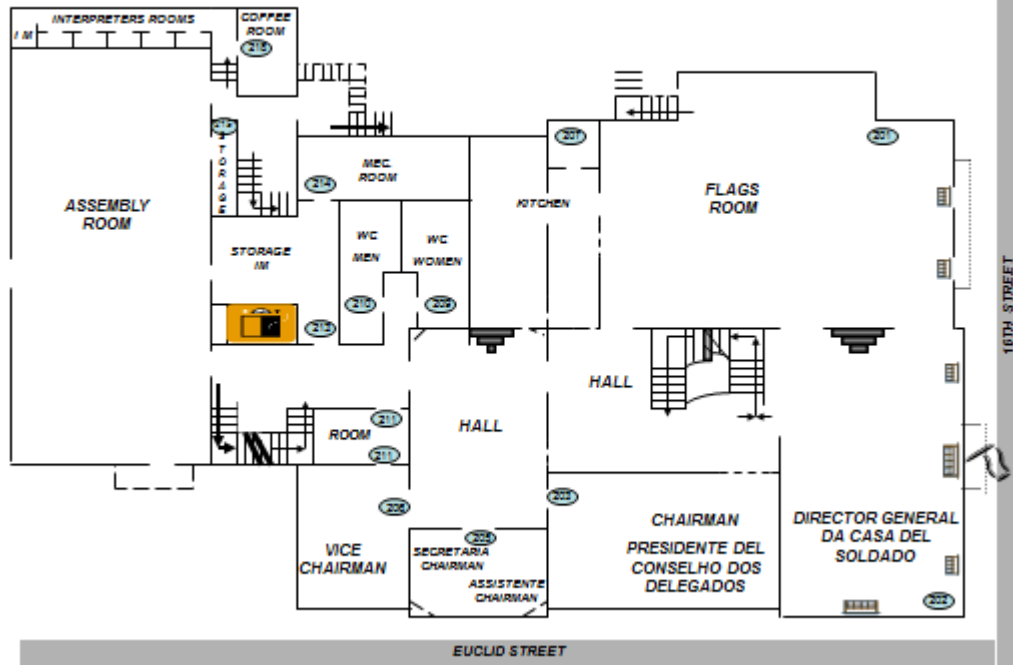 INTERPRETERS ROOMS
I M
COFFEE
ROOM
215
STORAGE
MEC.
ROOM
214
207
201
ASSEMBLY
ROOM
KITCHEN
FLAGS
ROOM
WC
MEN
WC
WOMEN
STORAGE
IM
210
209
213
16TH STREET
HALL
HALL
211
ROOM
211
206
203
205
VICE
CHAIRMAN
SECRETARIA
CHAIRMAN
ASSISTENTE
CHAIRMAN
CHAIRMAN
PRESIDENTE DEL
CONSELHO DOS
DELEGADOS
DIRECTOR GENERAL
DA CASA DEL
SOLDADO
202
EUCLID STREET